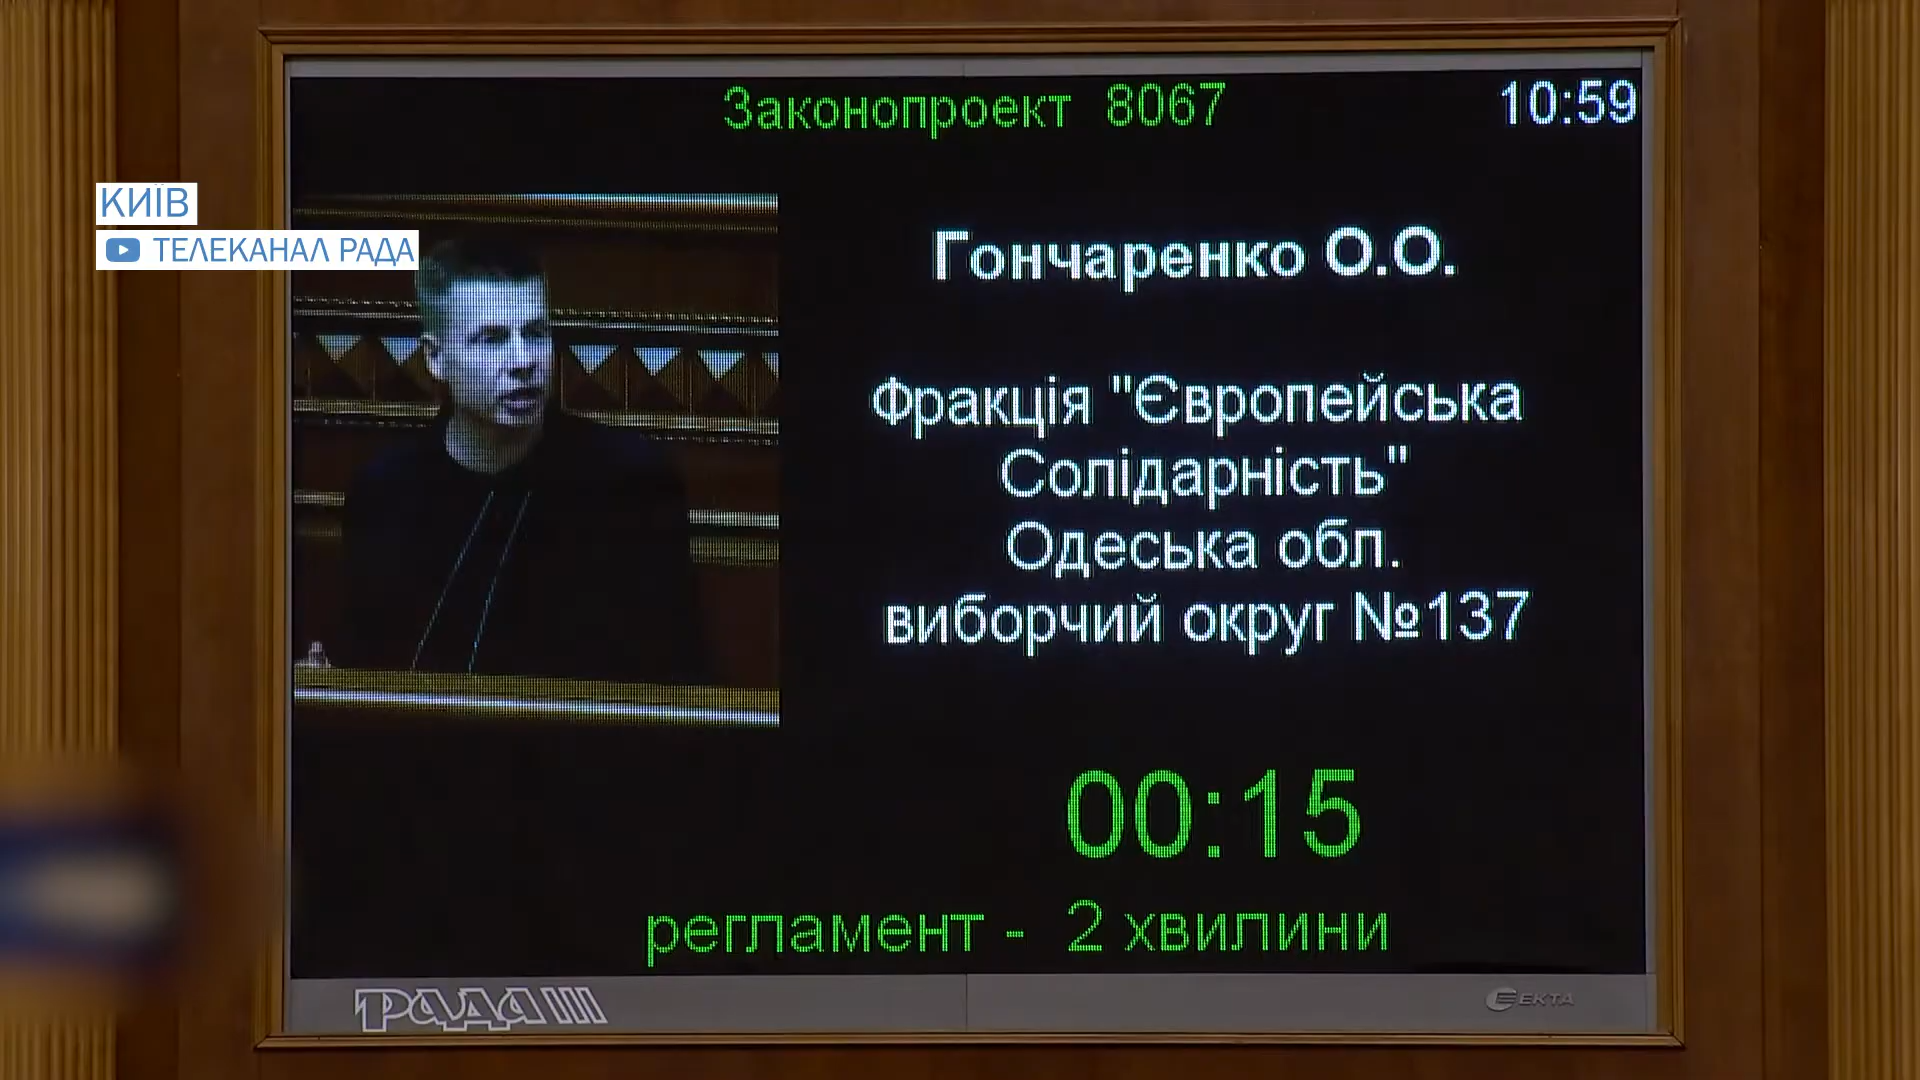 Законопроект 8067
10:59
КИЇВ
ТЕЛЕКАНАЛ РАДА
Гончаренко О.О.
Фракція "Європейська
Солідарність"
Одеська обл.
виборчий округ №137
00:15
регламент - 2 хвилини
РАДА III
ЕКТА